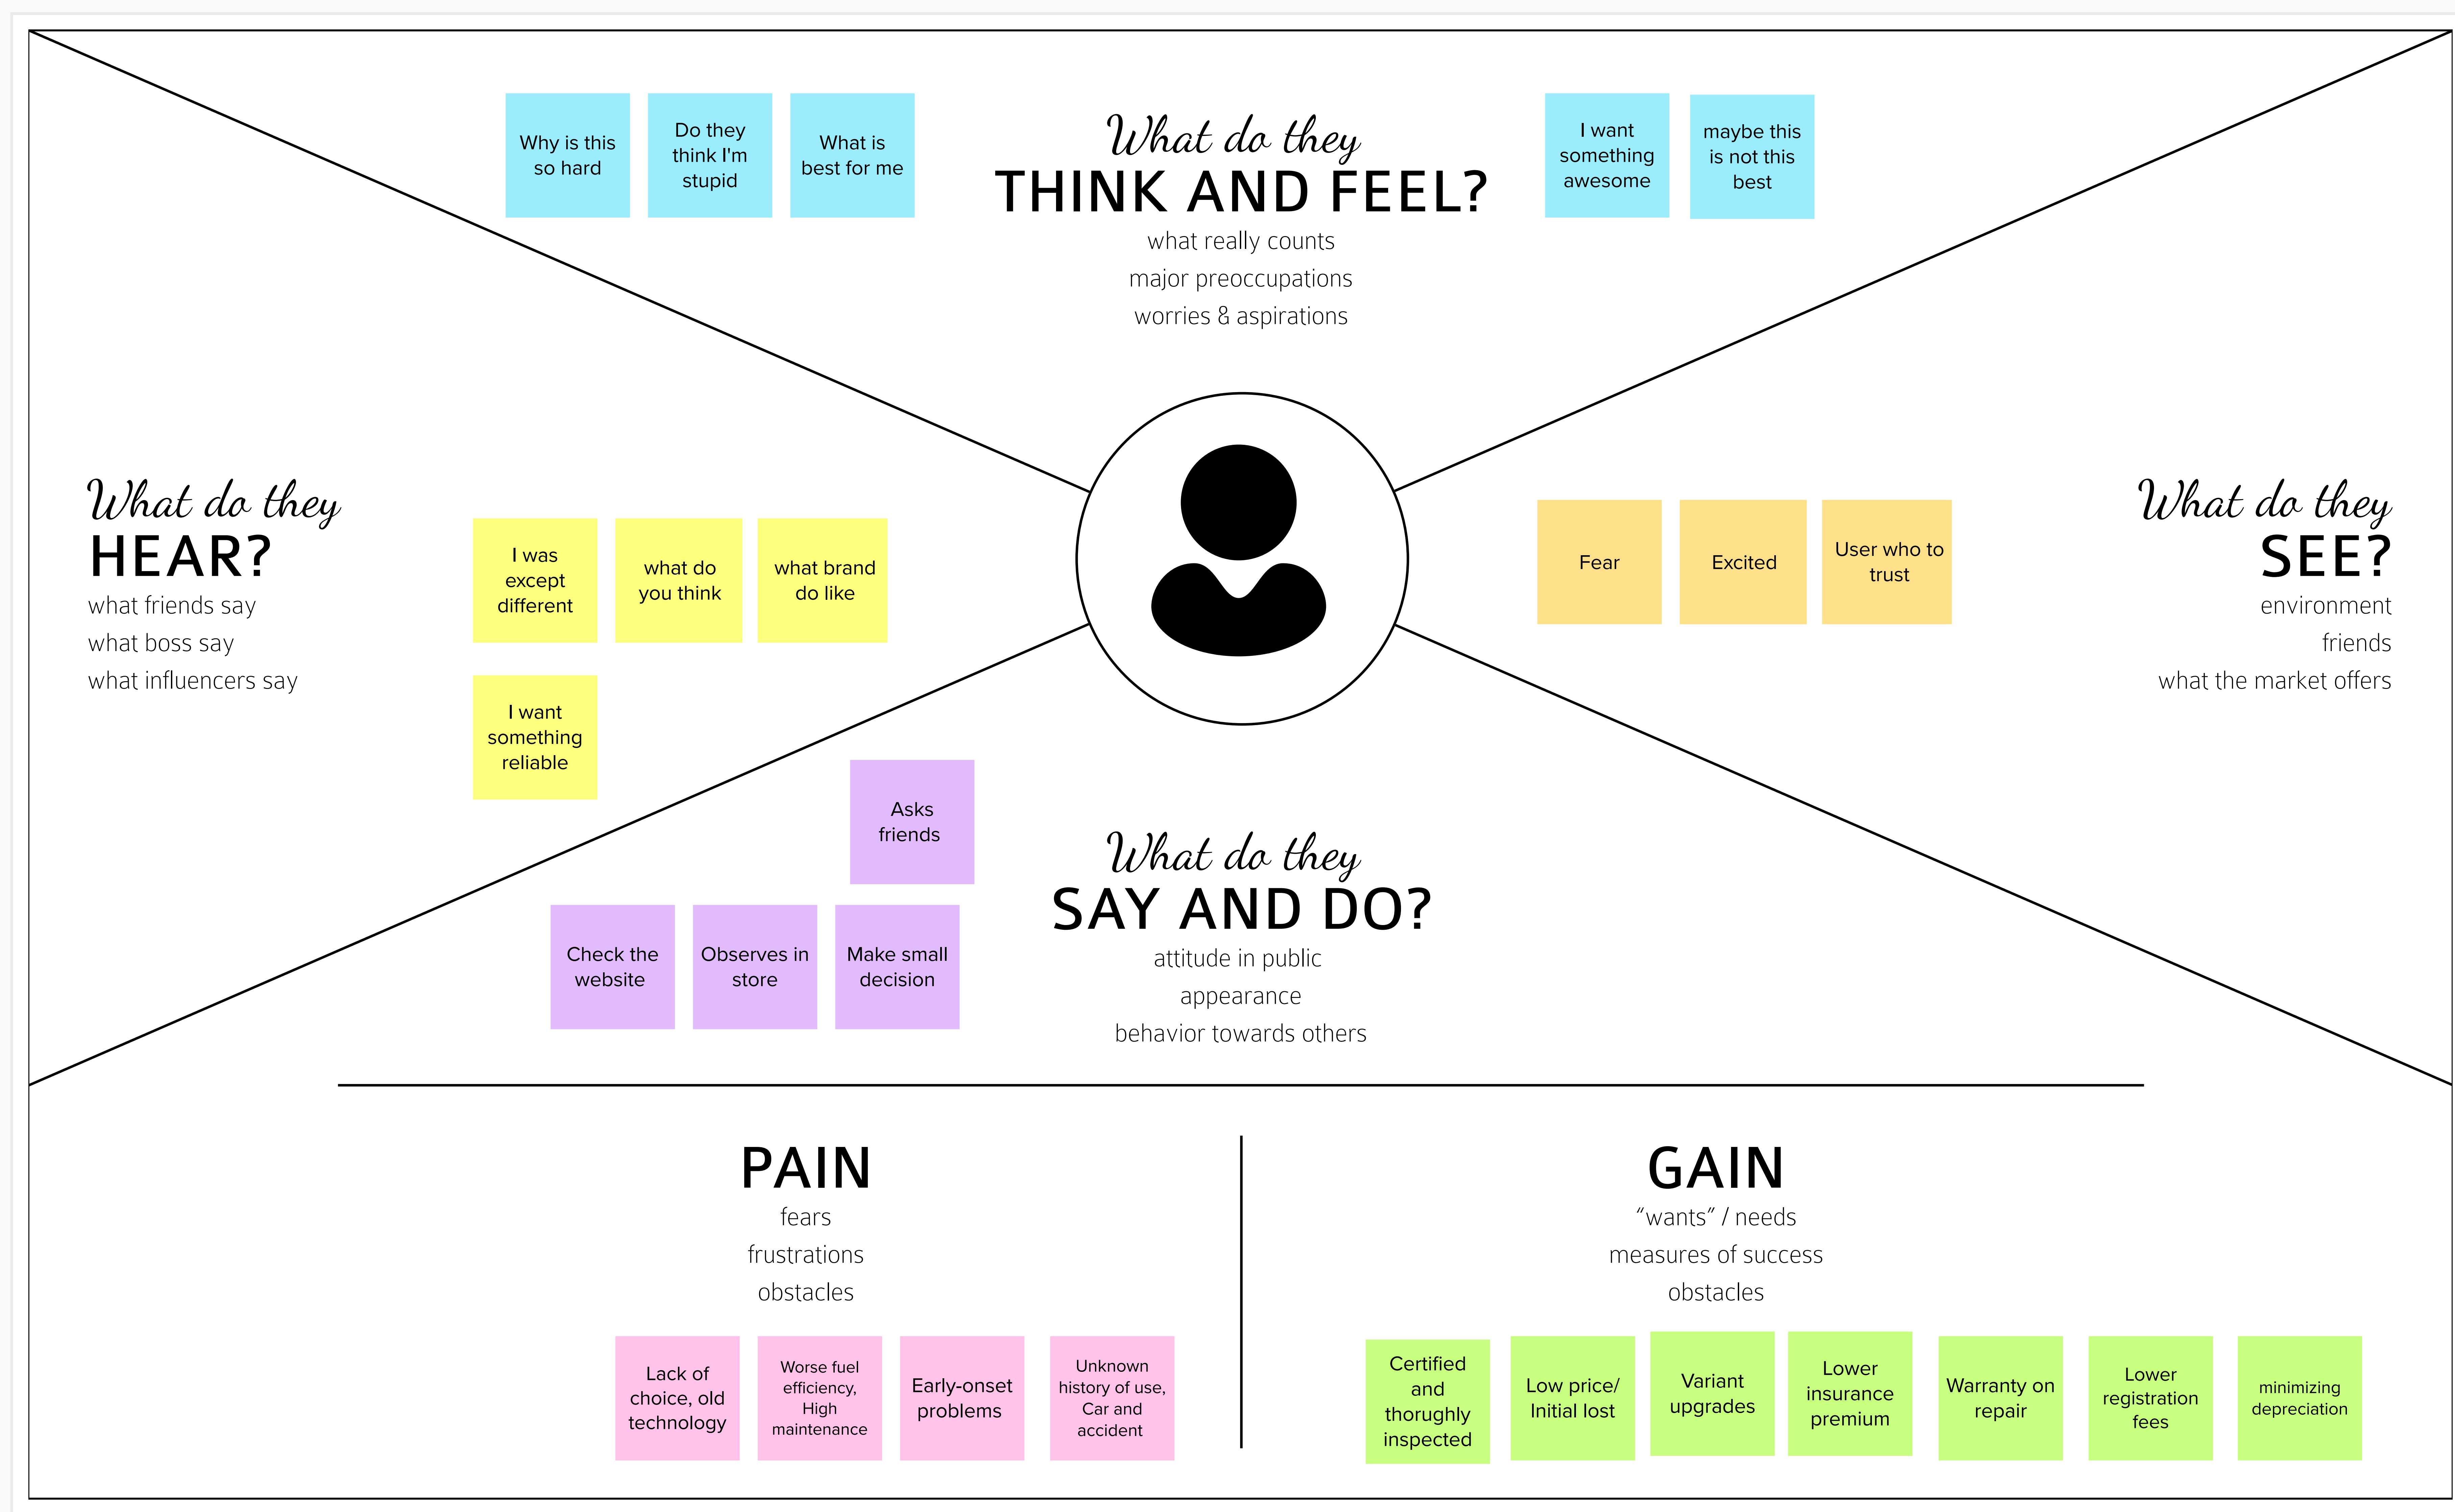 Why is this
so hard
Do they
think I'm
stupid
What is
best for me
What do they
THINK AND FEEL?
what really counts
major preoccupations
worries & aspirations
I want
something
awesome
maybe this
is not this
best
What do they
HEAR?
what friends say
what boss say
what influencers say
I was
except
different
what do
you think
what brand
do like
I want
something
reliable
Fear
Excited
User who to
trust
What do they
SEE?
environment
friends
what the market offers
Asks
friends
Check the
website
Observes in
store
Make small
decision
What do they
SAY AND DO?
attitude in public
appearance
behavior towards others
PAIN
fears
frustrations
obstacles
Lack of
choice, old
technology
Worse fuel
efficiency,
High
maintenance
Early-onset
problems
Unknown
history of use,
Car and
accident
GAIN
“wants” / needs
measures of success
obstacles
Certified
and
thorughly
inspected
Low price/
Initial lost
Variant
upgrades
Lower
insurance
premium
Warranty on
repair
Lower
registration
fees
minimizing
depreciation